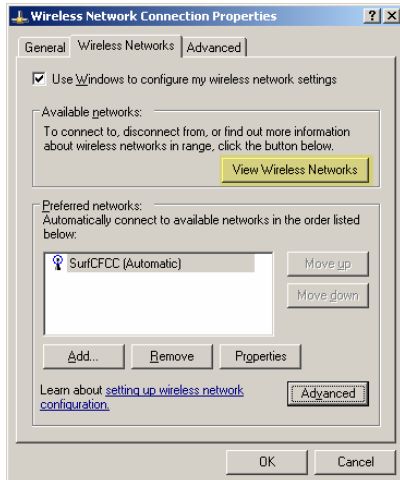 Wireless Network Connection Properties
General
Wireless Networks
Advanced
Use Windows to configure my wireless network settings
Available networks:
To connect to, disconnect from, or find out more information
about wireless networks in range, click the button below.
View Wireless Networks
Preferred networks:
Automatically connect to available networks in the order listed
below:
SurfCFCC (Automatic)
Move up
Move down
Add...
Remove
Properties
Learn about setting up wireless network
configuration.
Advanced
OK
Cancel